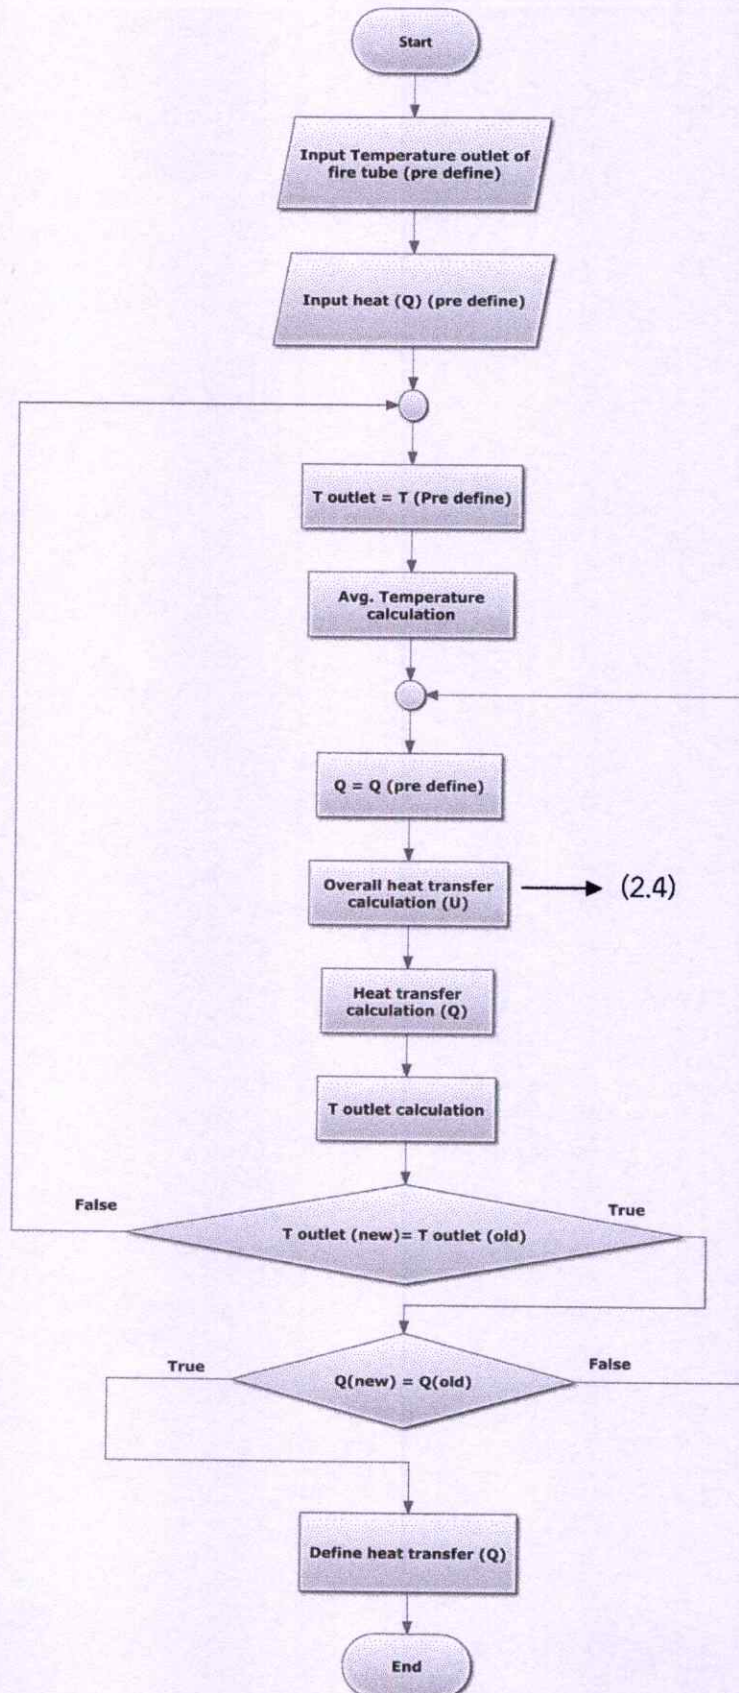 Start
Input Temperature outlet of
fire tube (pre define)
Input heat (Q) (pre define)
T outlet = T (Pre define)
Avg. Temperature
calculation
Q = Q (pre define)
Overall heat transfer
calculation (U)
(2.4)
Heat transfer
calculation (Q)
T outlet calculation
False
True
T outlet (new)= T outlet (old)
True
False
Q(new) = Q(old)
Define heat transfer (Q)
End